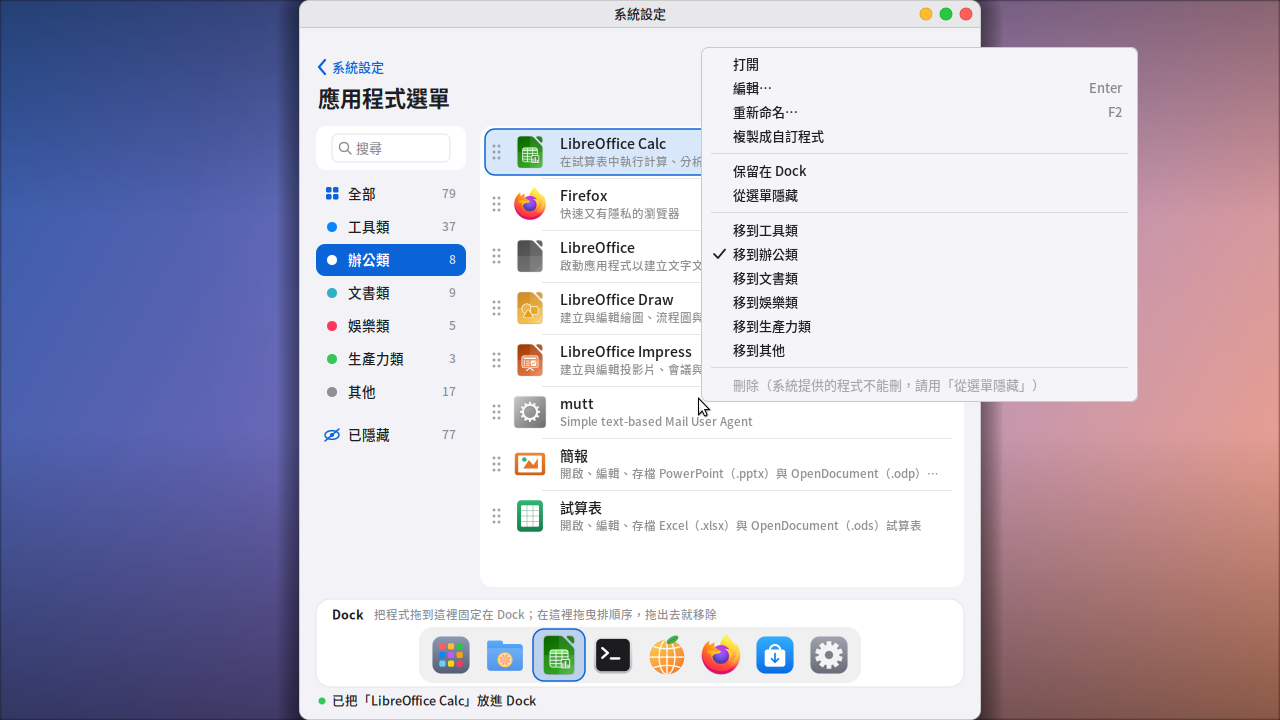 系統設定
系統設定
應用程式選單
搜尋
全部 79
工具類 37
辦公類 8
文書類 9
娛樂類 5
生產力類 3
其他 17
已隱藏 77
LibreOffice Calc
在試算表中執行計算、分析
Firefox
快速又有隱私的瀏覽器
LibreOffice
啟動應用程式以建立文字文
LibreOffice Draw
建立與編輯繪圖、流程圖與
LibreOffice Impress
建立與編輯投影片、會議與
mutt
Simple text-based Mail User Agent
簡報
開啟、編輯、存檔 PowerPoint（.pptx）與 OpenDocument（.odp）…
試算表
開啟、編輯、存檔 Excel（.xlsx）與 OpenDocument（.ods）試算表
打開
編輯… Enter
重新命名… F2
複製成自訂程式
保留在 Dock
從選單隱藏
移到工具類
移到辦公類
移到文書類
移到娛樂類
移到生產力類
移到其他
刪除（系統提供的程式不能刪，請用「從選單隱藏」）
Dock 把程式拖到這裡固定在 Dock；在這裡拖曳排順序，拖出去就移除
已把「LibreOffice Calc」放進 Dock